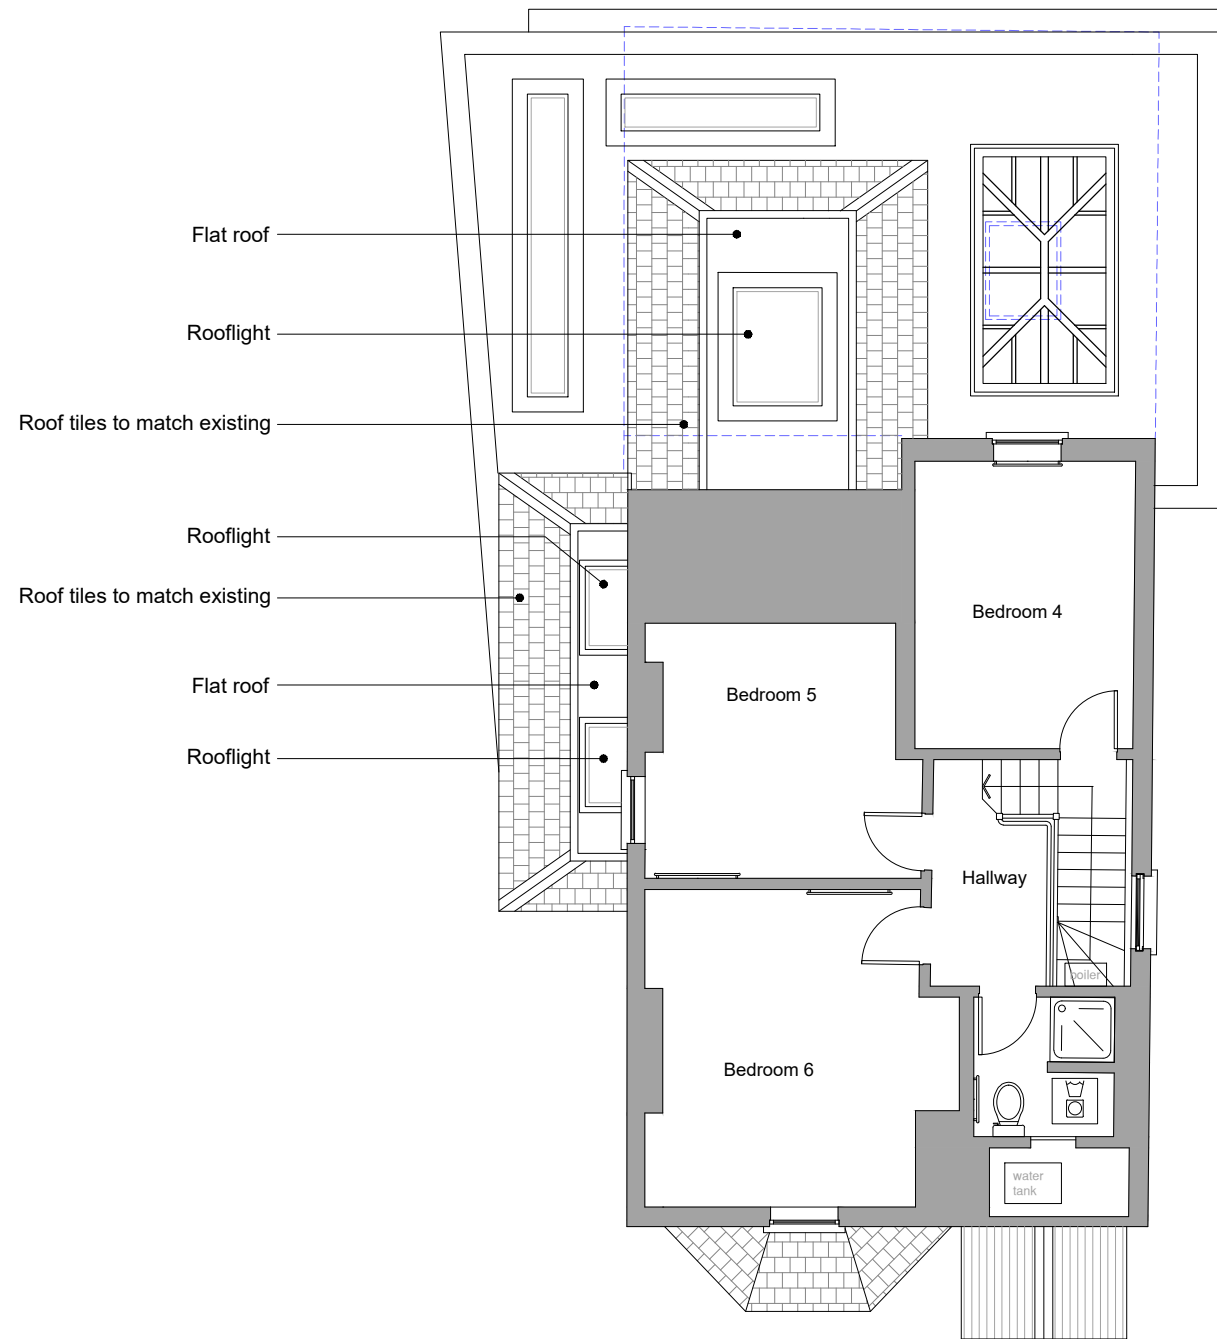 Flat roof
Rooflight
Roof tiles to match existing
Rooflight
Roof tiles to match existing
Flat roof
Rooflight
Bedroom 4
Bedroom 5
Hallway
boiler
Bedroom 6
water
tank